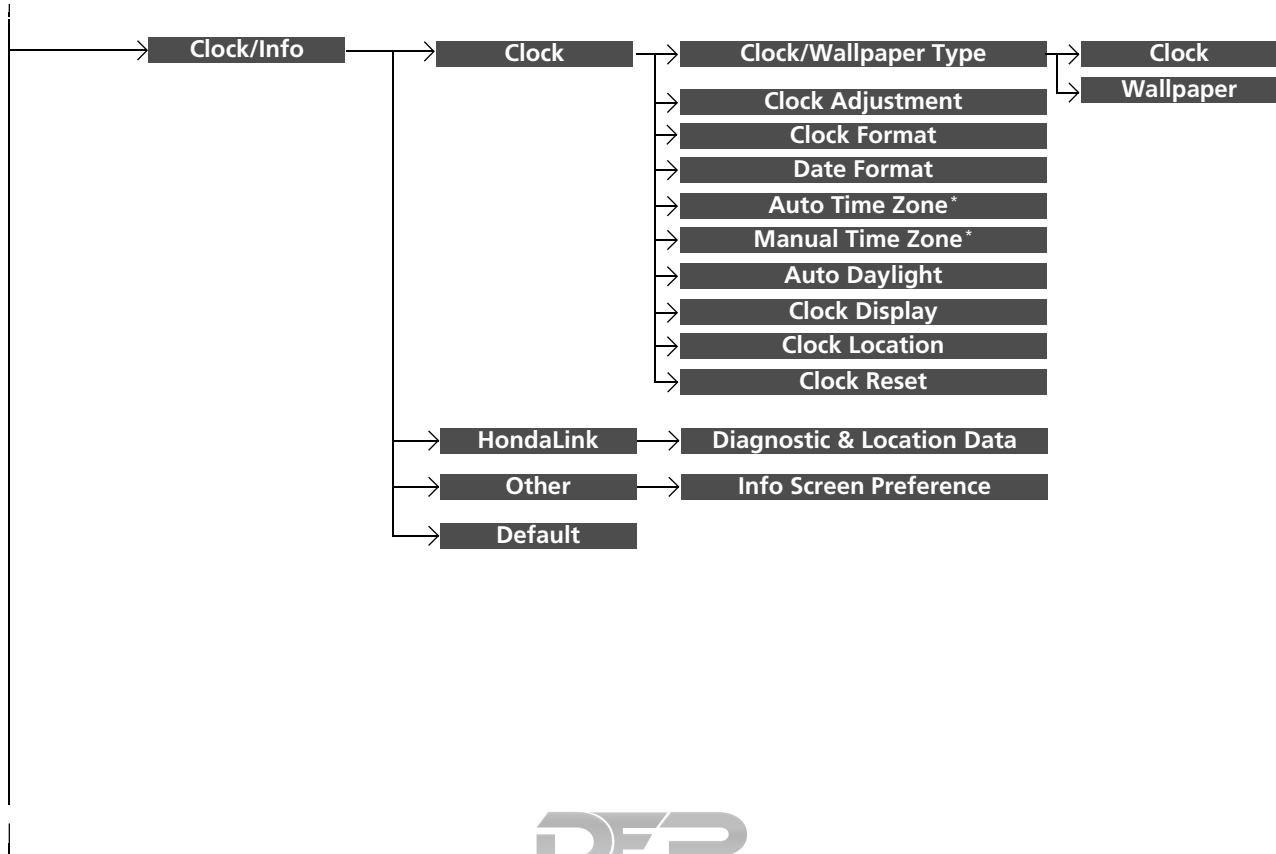 Clock/Info
Clock
Clock/Wallpaper Type
Clock
Wallpaper
Clock Adjustment
Clock Format
Date Format
Auto Time Zone*
Manual Time Zone*
Auto Daylight
Clock Display
Clock Location
Clock Reset
HondaLink
Diagnostic & Location Data
Other
Info Screen Preference
Default